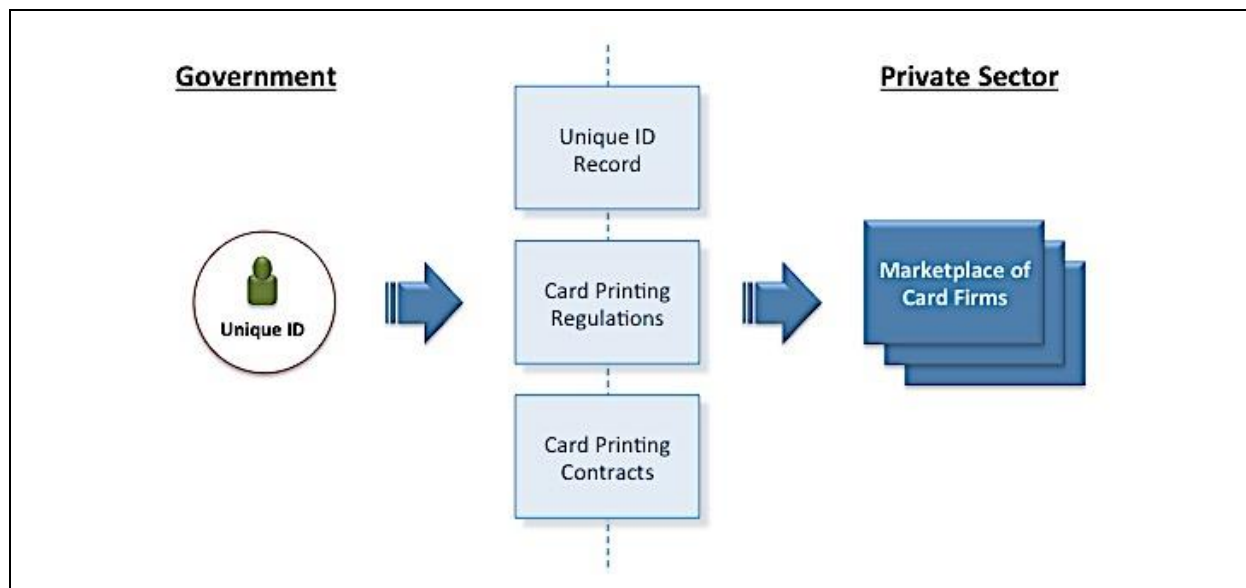 Government
Private Sector
Unique ID
Record
Unique ID
Card Printing
Regulations
Marketplace of
Card Firms
Card Printing
Contracts